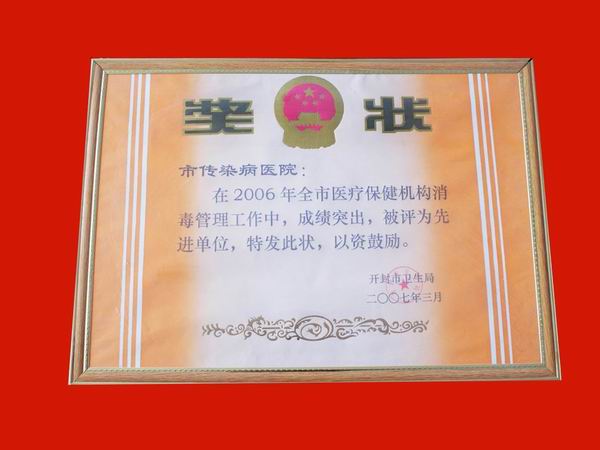 奖状
市传染病医院：
在2006年全市医疗保健机构消
毒管理工作中，成绩突出，被评为先
进单位，特发此状，以资鼓励。
开封市卫生局
二〇〇七年三月